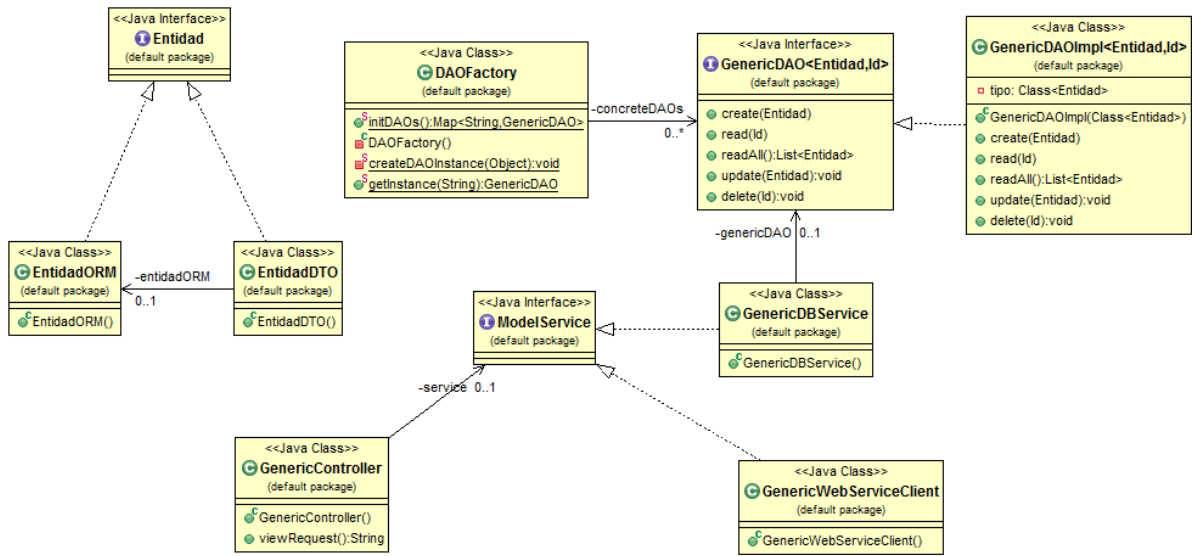 <<Java Interface>>
Entidad
(default package)
<<Java Class>>
DAOFactory
(default package)
initDAOs():Map<String,GenericDAO>
DAOFactory()
createDAOInstance(Object):void
getInstance(String):GenericDAO
-concreteDAOs
0..*
<<Java Interface>>
GenericDAO<Entidad,Id>
(default package)
create(Entidad)
read(Id)
readAll():List<Entidad>
update(Entidad):void
delete(Id):void
<<Java Class>>
GenericDAOImpl<Entidad,Id>
(default package)
tipo: Class<Entidad>
GenericDAOImpl(Class<Entidad>)
create(Entidad)
read(Id)
readAll():List<Entidad>
update(Entidad):void
delete(Id):void
<<Java Class>>
EntidadORM
(default package)
EntidadORM()
-entidadORM
0..1
<<Java Class>>
EntidadDTO
(default package)
EntidadDTO()
-genericDAO 0..1
<<Java Interface>>
ModelService
(default package)
<<Java Class>>
GenericDBService
(default package)
GenericDBService()
-service 0..1
<<Java Class>>
GenericController
(default package)
GenericController()
viewRequest():String
<<Java Class>>
GenericWebServiceClient
(default package)
GenericWebServiceClient()